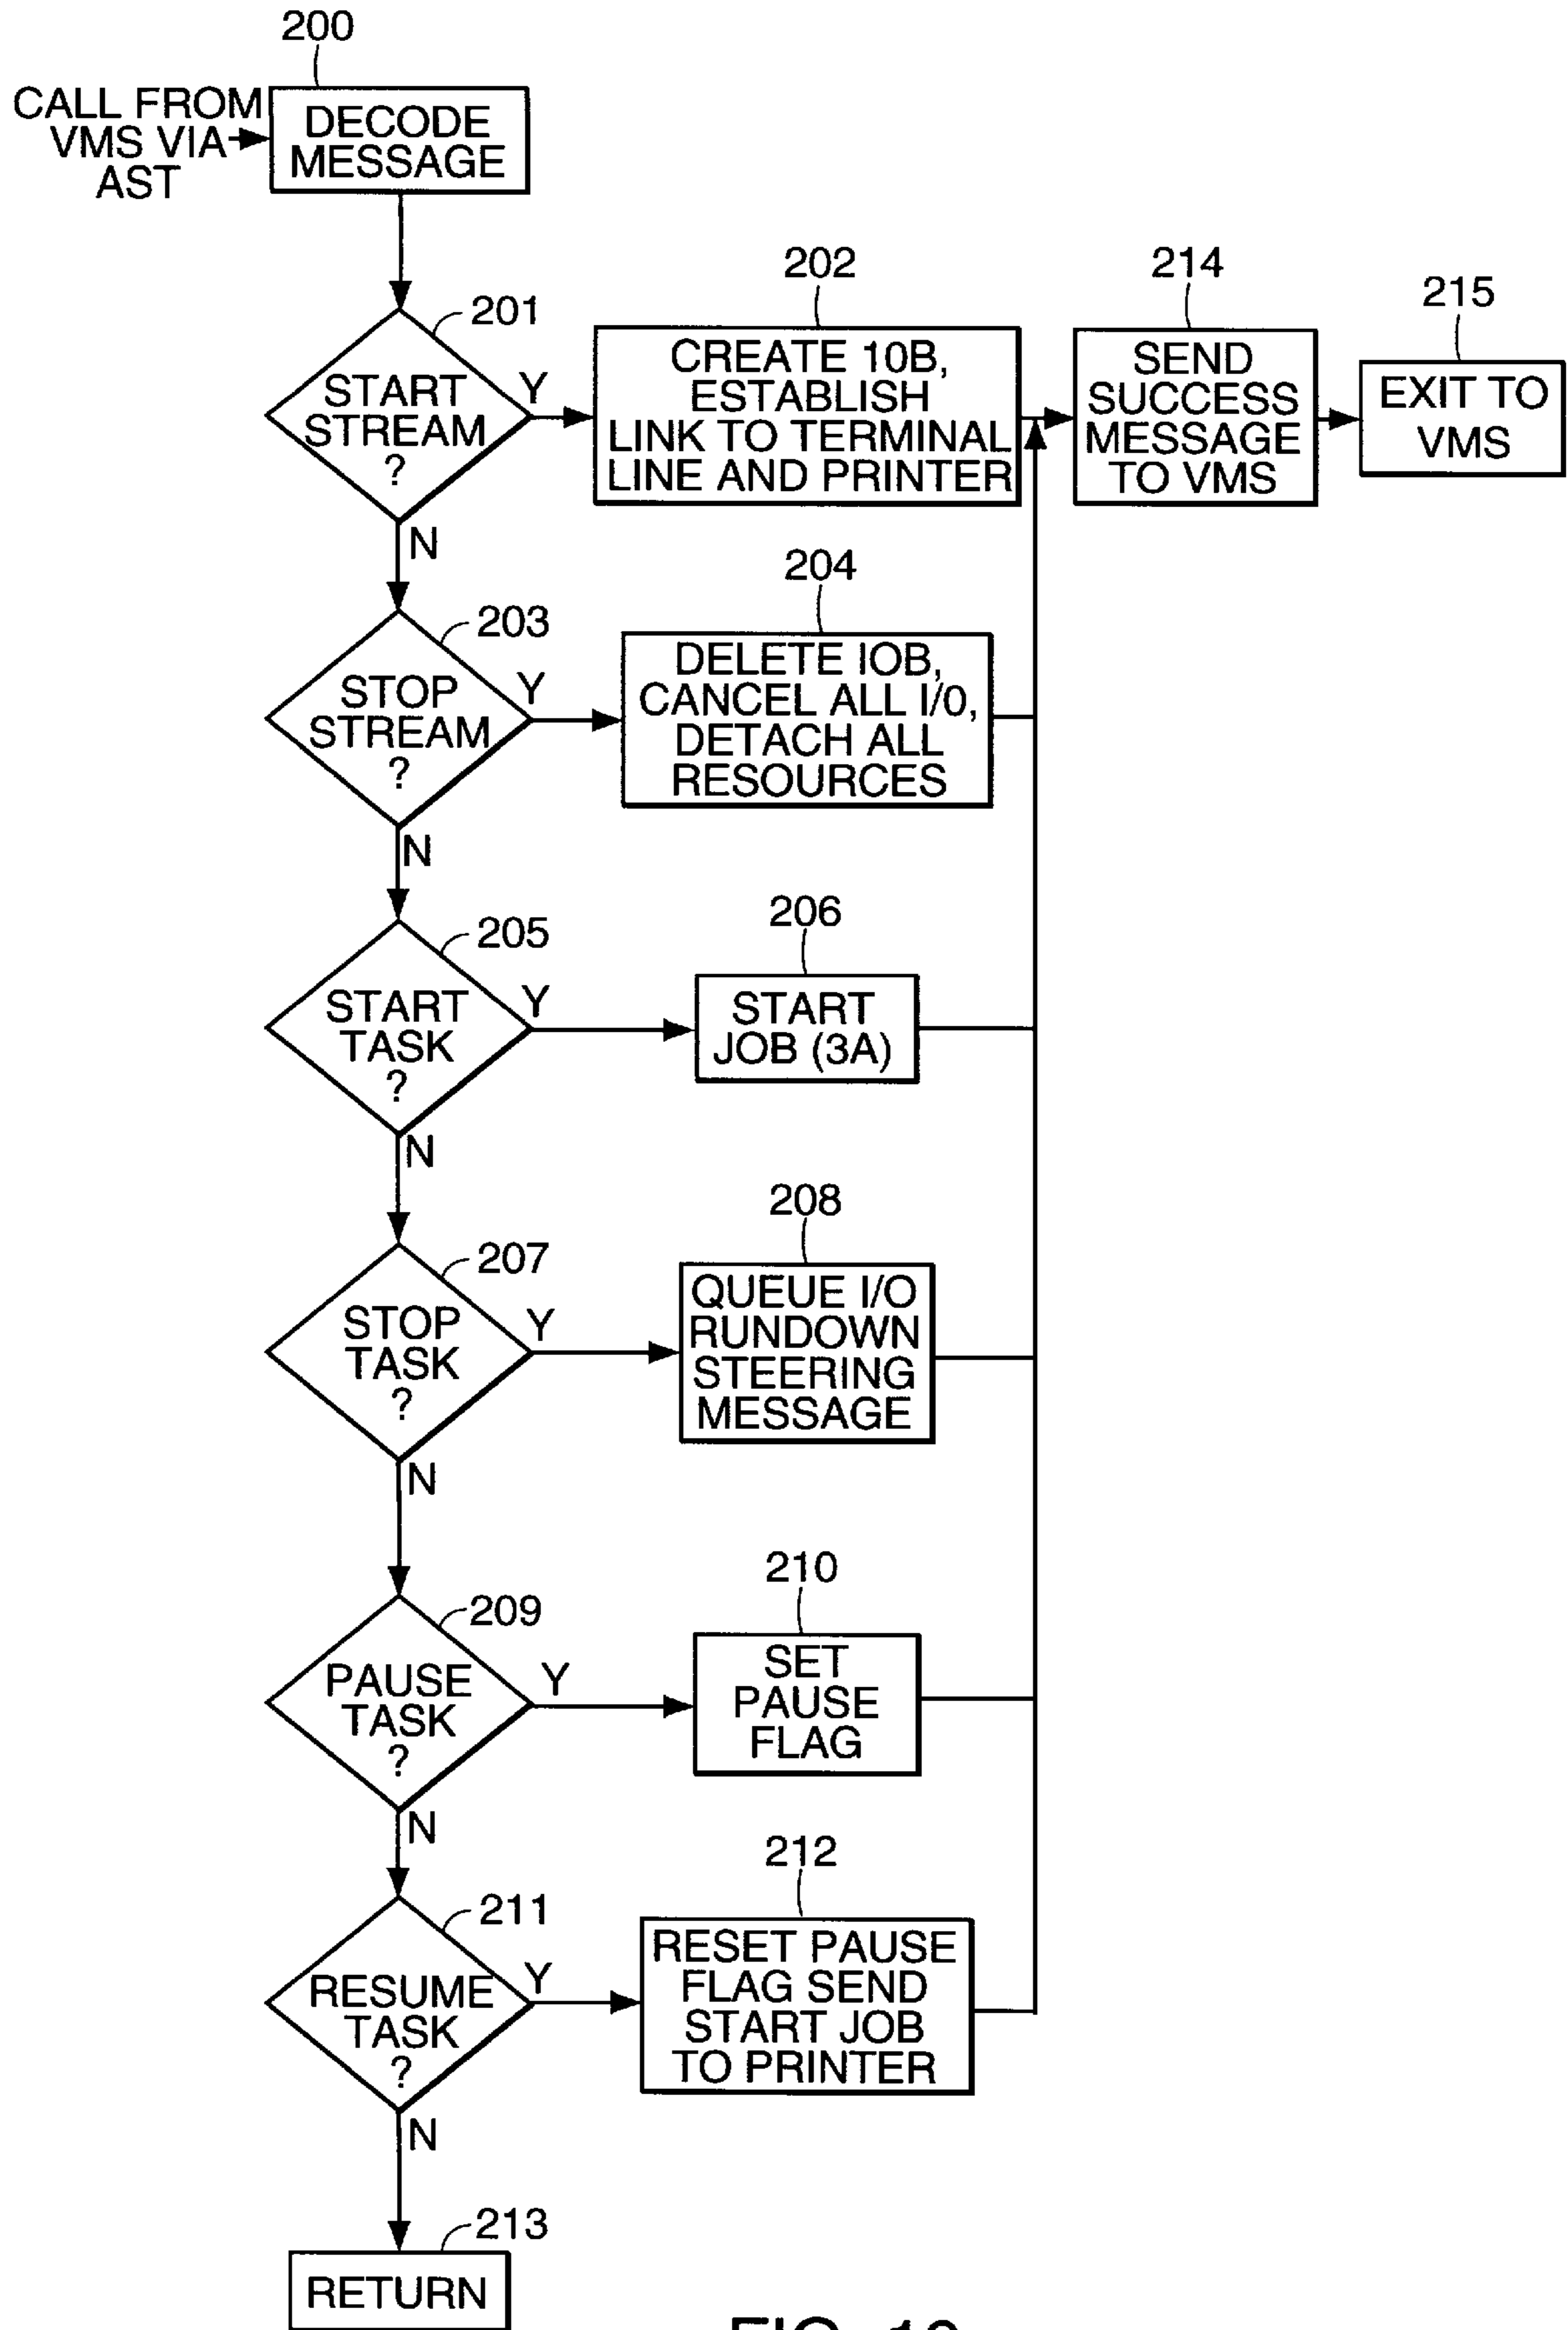 200
CALL FROM
VMS VIA
AST
DECODE
MESSAGE
201
START
STREAM
?
Y
N
202
CREATE 10B,
ESTABLISH
LINK TO TERMINAL
LINE AND PRINTER
214
SEND
SUCCESS
MESSAGE
TO VMS
215
EXIT TO
VMS
203
STOP
STREAM
?
Y
N
204
DELETE IOB,
CANCEL ALL I/0,
DETACH ALL
RESOURCES
205
START
TASK
?
Y
N
206
START
JOB (3A)
207
STOP
TASK
?
Y
N
208
QUEUE I/O
RUNDOWN
STEERING
MESSAGE
209
PAUSE
TASK
?
Y
N
210
SET
PAUSE
FLAG
211
RESUME
TASK
?
Y
N
212
RESET PAUSE
FLAG SEND
START JOB
TO PRINTER
213
RETURN